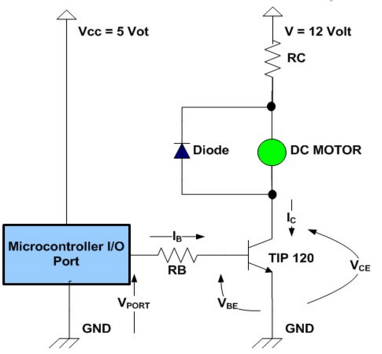 Vcc = 5 Vot
V = 12 Volt
RC
Diode
DC MOTOR
IB
IC
Microcontroller I/O
Port
RB
TIP 120
VCE
VPORT
VBE
GND
GND